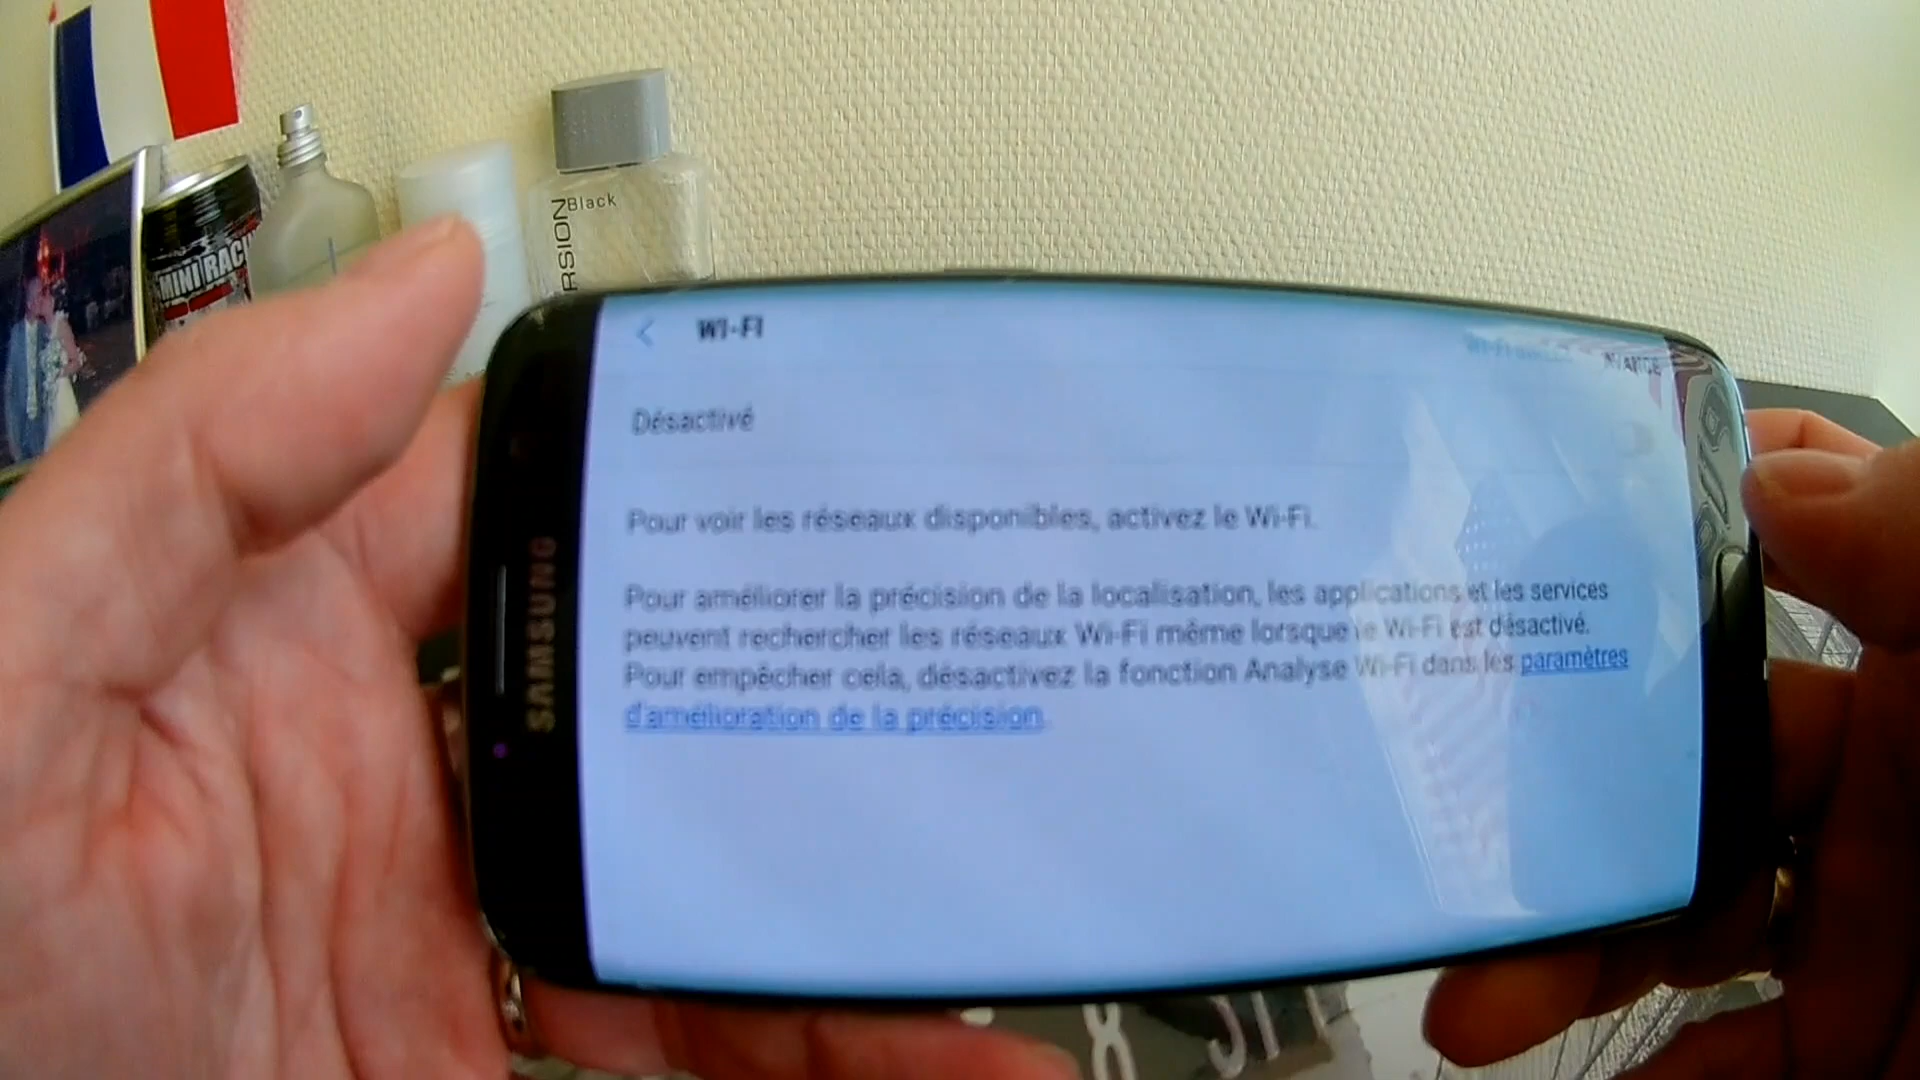 Black
RSION
MINI RAC
WI-FI
Wi-Fi
AVANCÉ
Désactivé
Pour voir les réseaux disponibles, activez le Wi-Fi.
Pour améliorer la précision de la localisation, les applications et les services
peuvent rechercher les réseaux Wi-Fi même lorsque le Wi-Fi est désactivé.
Pour empêcher cela, désactivez la fonction Analyse Wi-Fi dans les paramètres
d'amélioration de la précision.
SAMSUNG